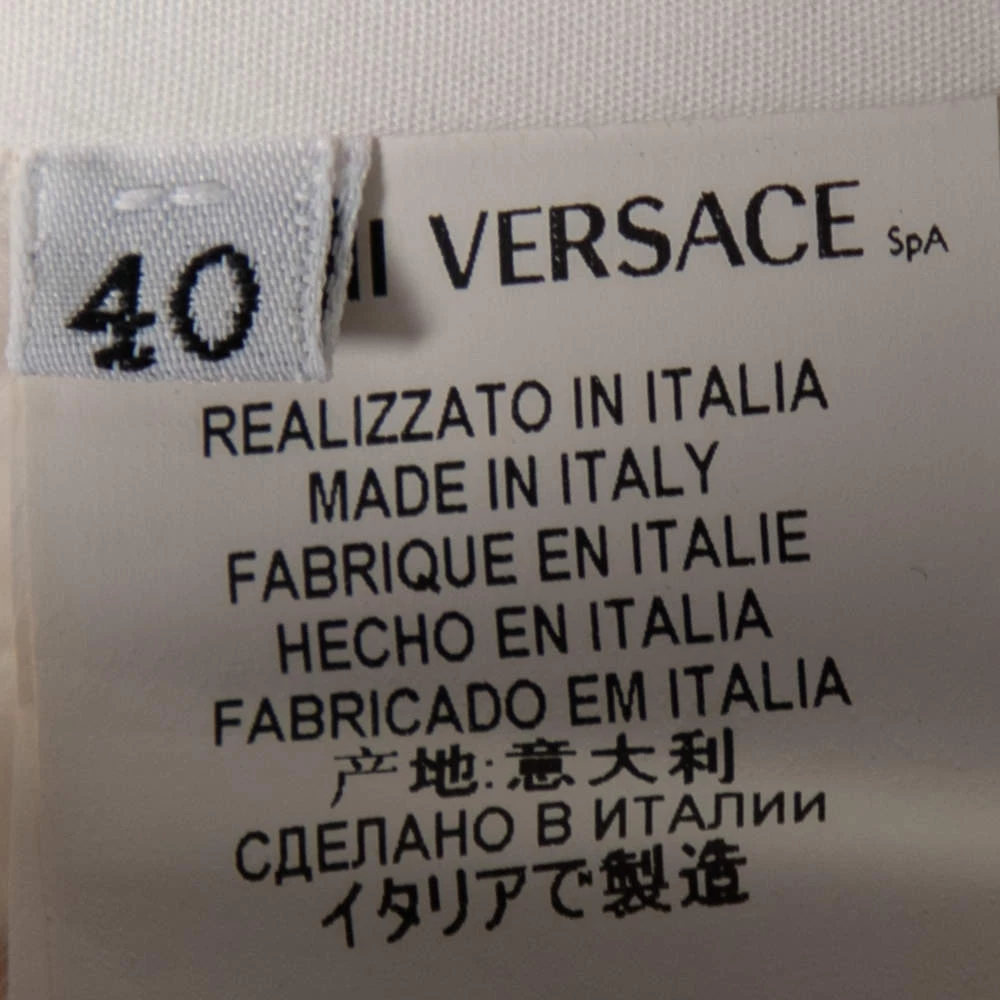 40
VERSACE SpA
REALIZZATO IN ITALIA
MADE IN ITALY
FABRIQUE EN ITALIE
HECHO EN ITALIA
FABRICADO EM ITALIA
产地:意大利
СДЕЛАНО В ИТАЛИИ
イタリアで製造